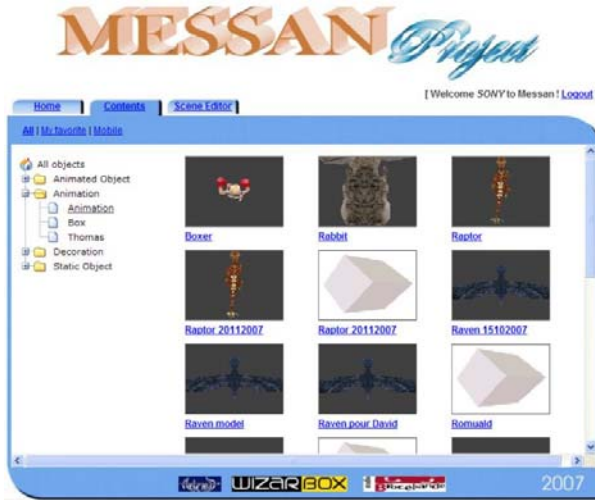 MESSAN Project
[ Welcome SONY to Messan ! Logout
Home Contents Scene Editor
All | My favorite | Mobile
All objects
Animated Object
Animation
Animation
Box
Thomas
Decoration
Static Object
Boxer Rabbit Raptor
Raptor 20112007 Raptor 20112007 Raven 15102007
Raven model Raven pour David Romuald
WIZARBOX
2007